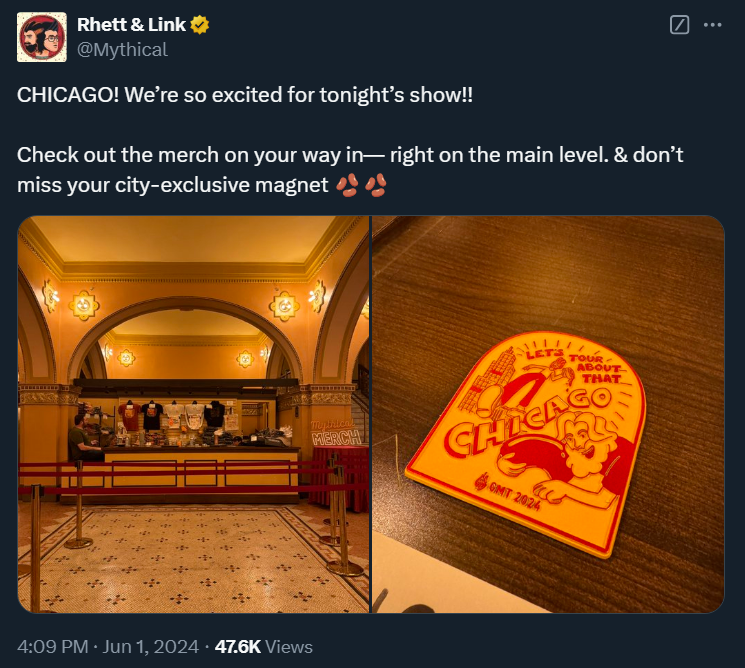 Rhett & Link
@Mythical
CHICAGO! We’re so excited for tonight’s show!!
Check out the merch on your way in— right on the main level. & don’t
miss your city-exclusive magnet 🫘 🫘
Mythical
MERCH
LET'S TOUR
ABOUT
THAT
CHICAGO
GMT 2024
4:09 PM · Jun 1, 2024 · 47.6K Views